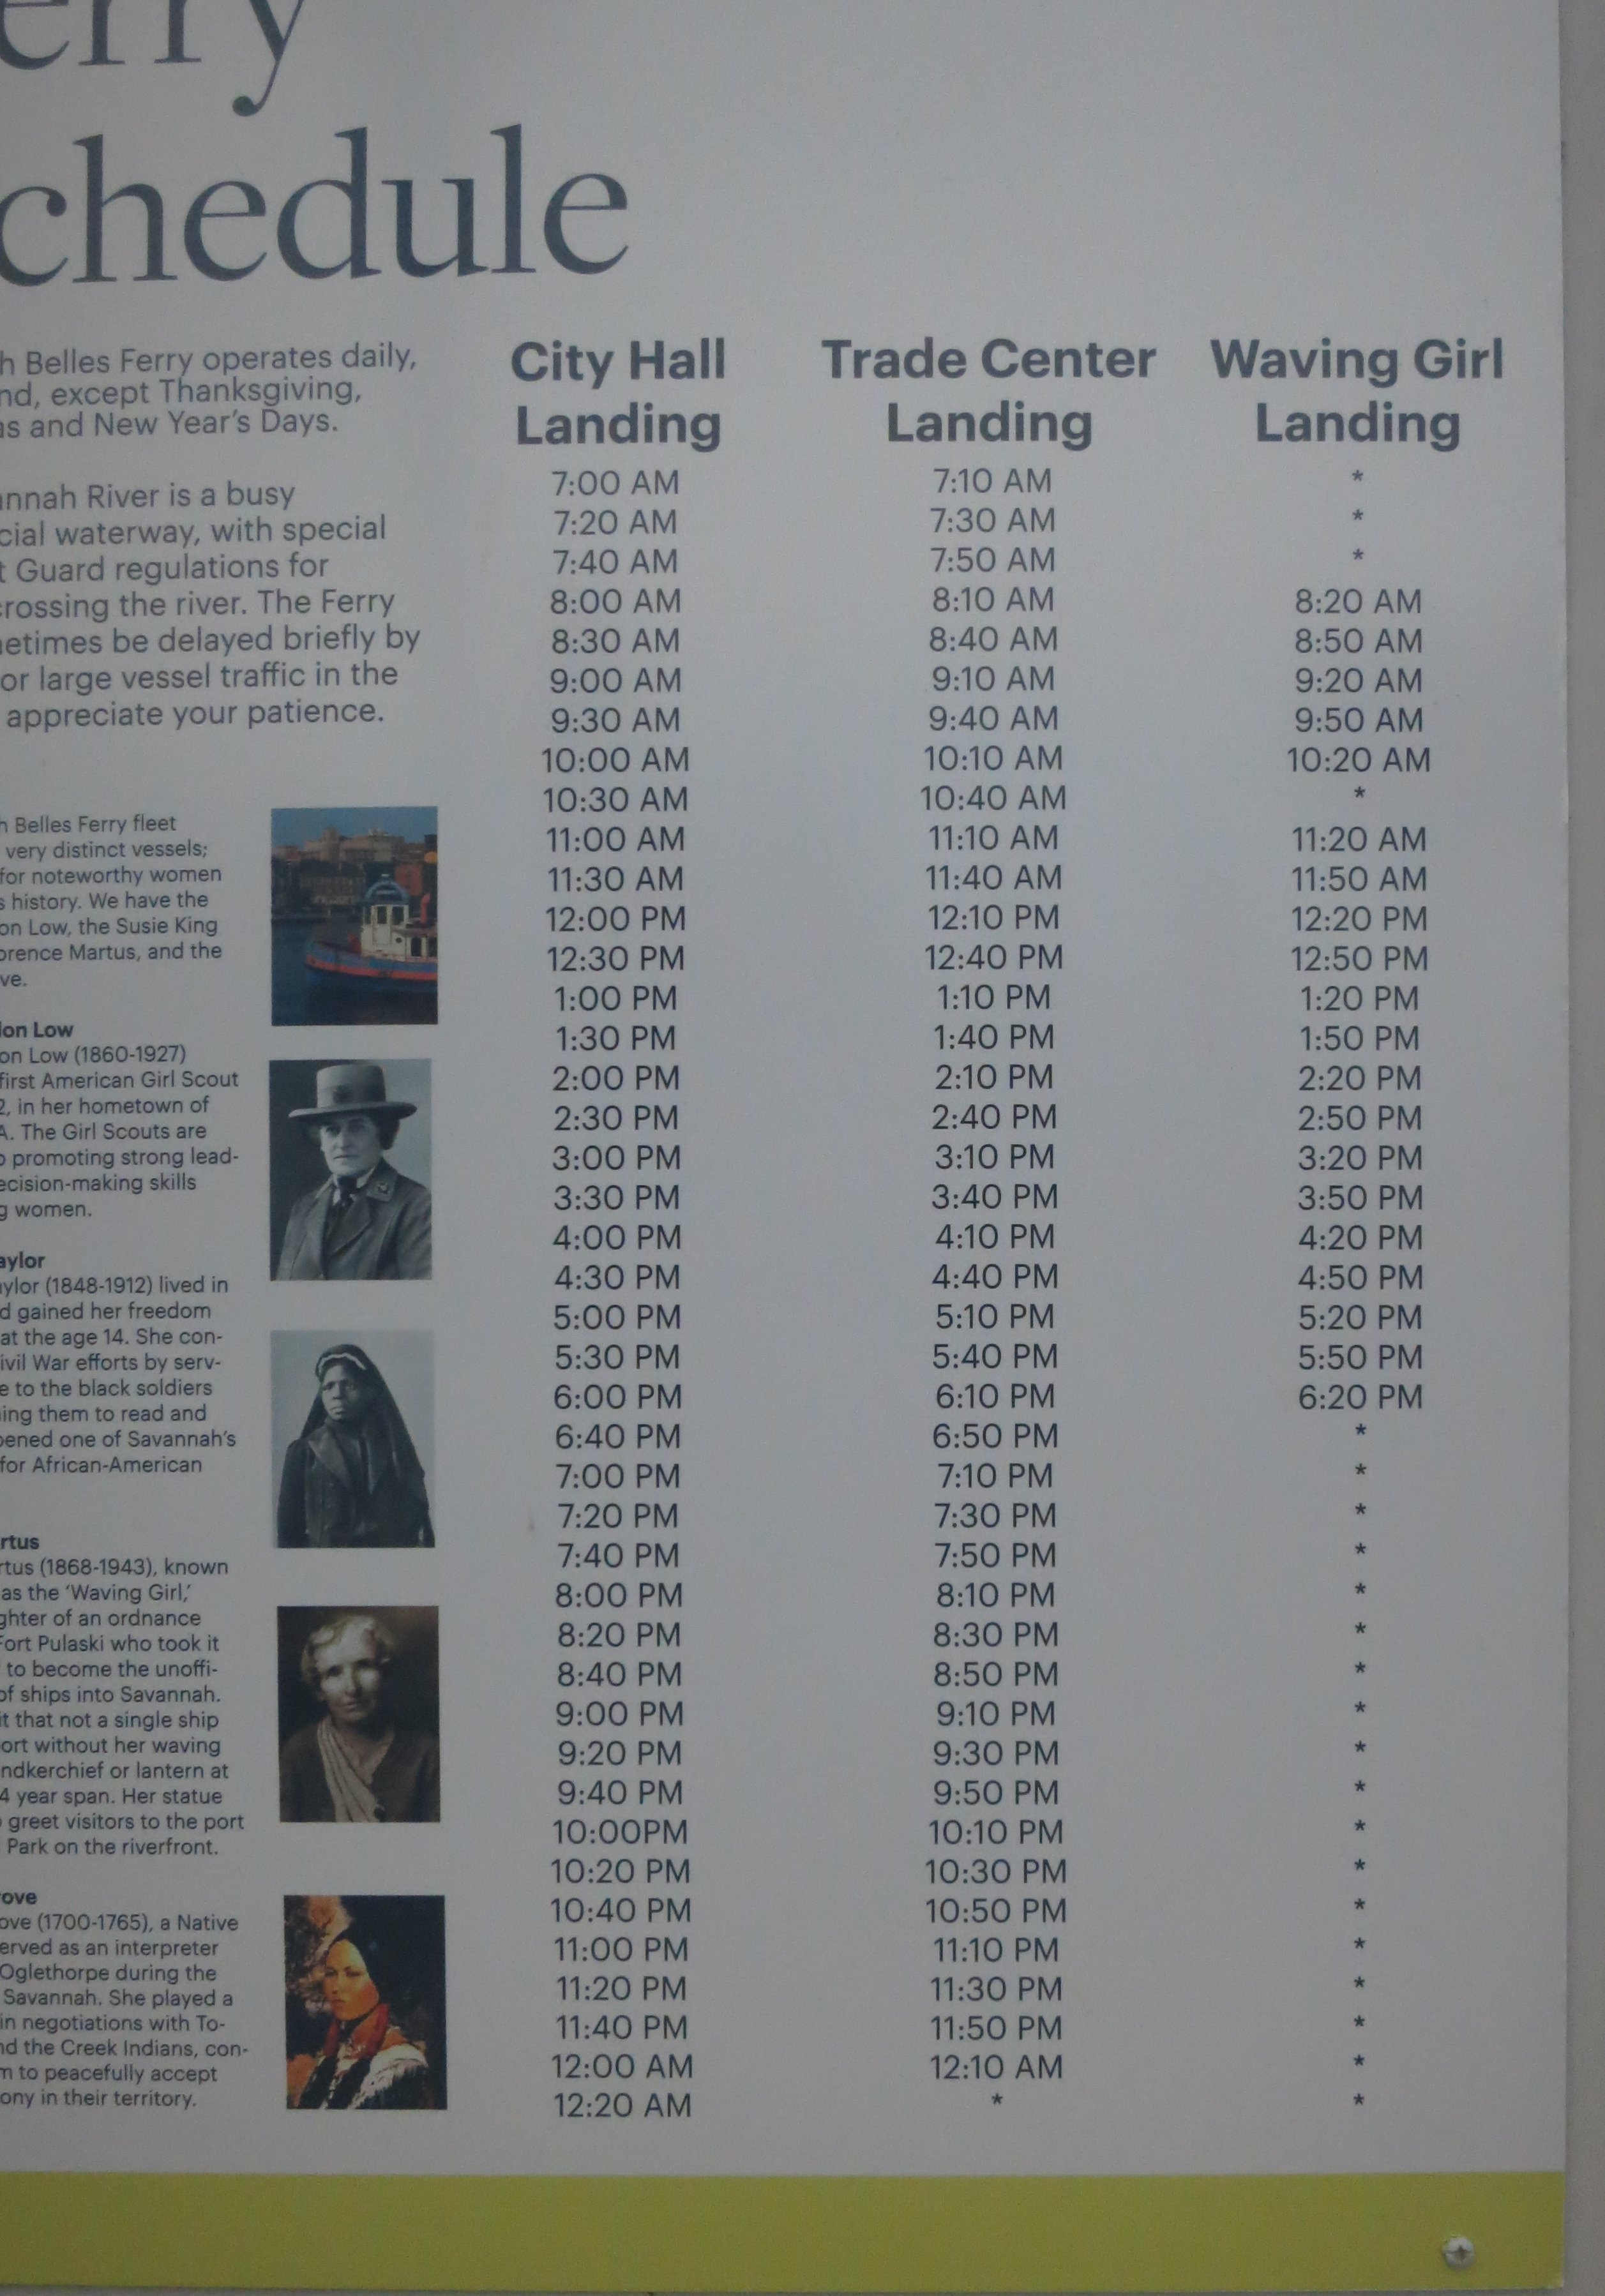 erry
chedule
h Belles Ferry operates daily,
nd, except Thanksgiving,
as and New Year's Days.
annah River is a busy
cial waterway, with special
t Guard regulations for
crossing the river. The Ferry
netimes be delayed briefly by
or large vessel traffic in the
appreciate your patience.
h Belles Ferry fleet
very distinct vessels;
for noteworthy women
s history. We have the
on Low, the Susie King
orence Martus, and the
ve.
don Low
on Low (1860-1927)
first American Girl Scout
2, in her hometown of
A. The Girl Scouts are
o promoting strong lead-
ecision-making skills
g women.
aylor
aylor (1848-1912) lived in
d gained her freedom
at the age 14. She con-
ivil War efforts by serv-
e to the black soldiers
hing them to read and
pened one of Savannah's
for African-American
rtus
rtus (1868-1943), known
as the 'Waving Girl,'
ghter of an ordnance
Fort Pulaski who took it
to become the unoffi-
of ships into Savannah.
it that not a single ship
ort without her waving
ndkerchief or lantern at
4 year span. Her statue
o greet visitors to the port
Park on the riverfront.
rove
ove (1700-1765), a Native
erved as an interpreter
Oglethorpe during the
Savannah. She played a
in negotiations with To-
nd the Creek Indians, con-
m to peacefully accept
ony in their territory.
City Hall Trade Center Waving Girl
Landing Landing Landing
7:00 AM 7:10 AM *
7:20 AM 7:30 AM *
7:40 AM 7:50 AM *
8:00 AM 8:10 AM 8:20 AM
8:30 AM 8:40 AM 8:50 AM
9:00 AM 9:10 AM 9:20 AM
9:30 AM 9:40 AM 9:50 AM
10:00 AM 10:10 AM 10:20 AM
10:30 AM 10:40 AM *
11:00 AM 11:10 AM 11:20 AM
11:30 AM 11:40 AM 11:50 AM
12:00 PM 12:10 PM 12:20 PM
12:30 PM 12:40 PM 12:50 PM
1:00 PM 1:10 PM 1:20 PM
1:30 PM 1:40 PM 1:50 PM
2:00 PM 2:10 PM 2:20 PM
2:30 PM 2:40 PM 2:50 PM
3:00 PM 3:10 PM 3:20 PM
3:30 PM 3:40 PM 3:50 PM
4:00 PM 4:10 PM 4:20 PM
4:30 PM 4:40 PM 4:50 PM
5:00 PM 5:10 PM 5:20 PM
5:30 PM 5:40 PM 5:50 PM
6:00 PM 6:10 PM 6:20 PM
6:40 PM 6:50 PM *
7:00 PM 7:10 PM *
7:20 PM 7:30 PM *
7:40 PM 7:50 PM *
8:00 PM 8:10 PM *
8:20 PM 8:30 PM *
8:40 PM 8:50 PM *
9:00 PM 9:10 PM *
9:20 PM 9:30 PM *
9:40 PM 9:50 PM *
10:00PM 10:10 PM *
10:20 PM 10:30 PM *
10:40 PM 10:50 PM *
11:00 PM 11:10 PM *
11:20 PM 11:30 PM *
11:40 PM 11:50 PM *
12:00 AM 12:10 AM *
12:20 AM * *